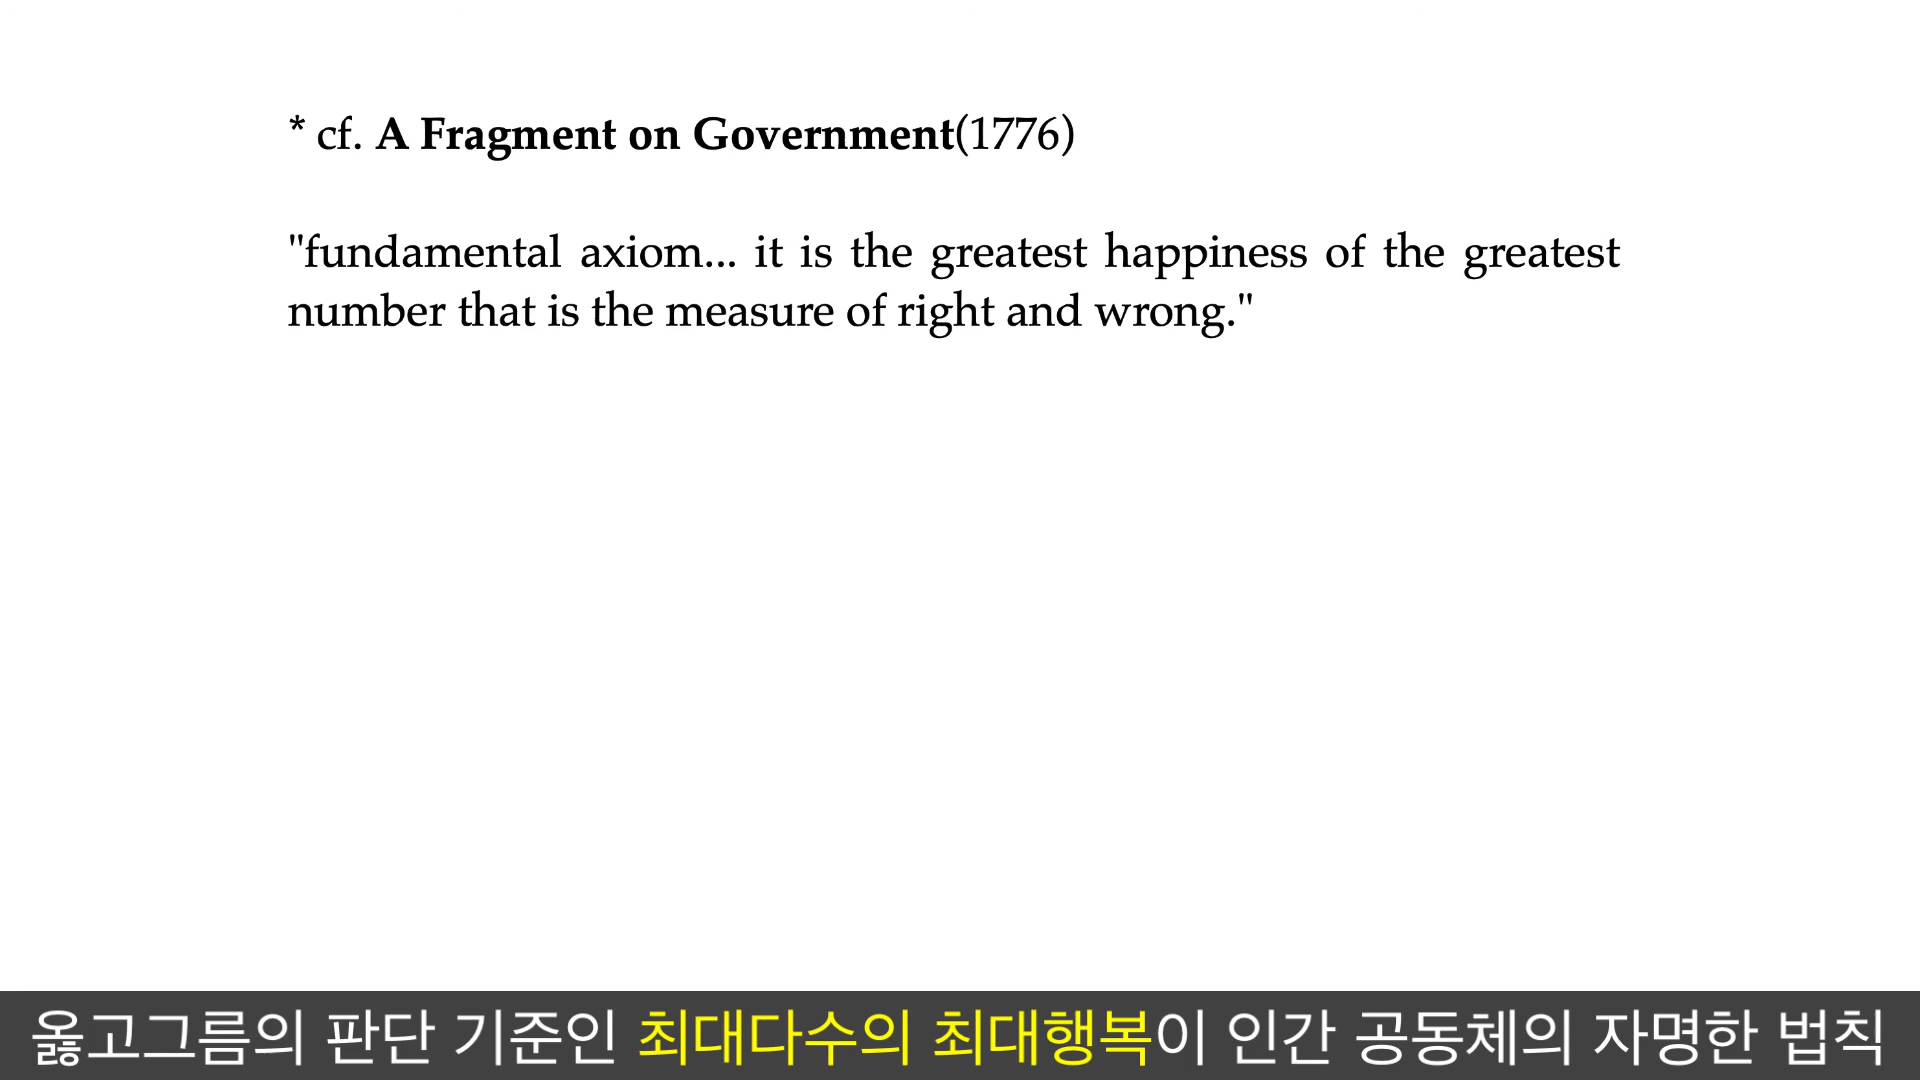 * cf. A Fragment on Government(1776)
"fundamental axiom... it is the greatest happiness of the greatest
number that is the measure of right and wrong."
옳고그름의 판단 기준인 최대다수의 최대행복이 인간 공동체의 자명한 법칙